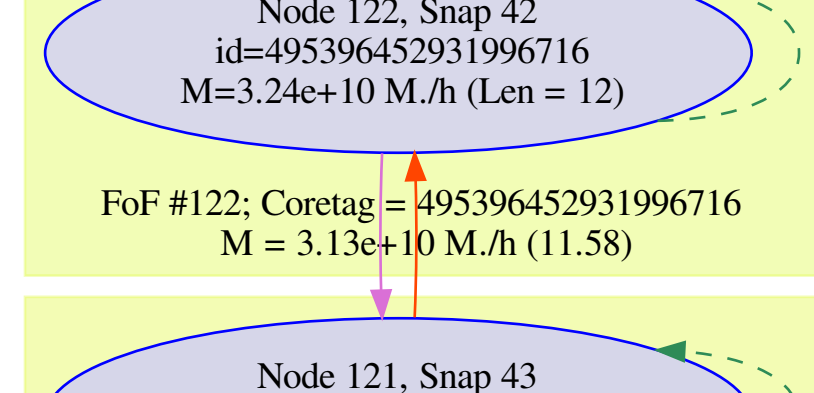 Node 122, Snap 42
id=495396452931996716
M=3.24e+10 M./h (Len = 12)
FoF #122; Coretag = 495396452931996716
M = 3.13e+10 M./h (11.58)
Node 121, Snap 43